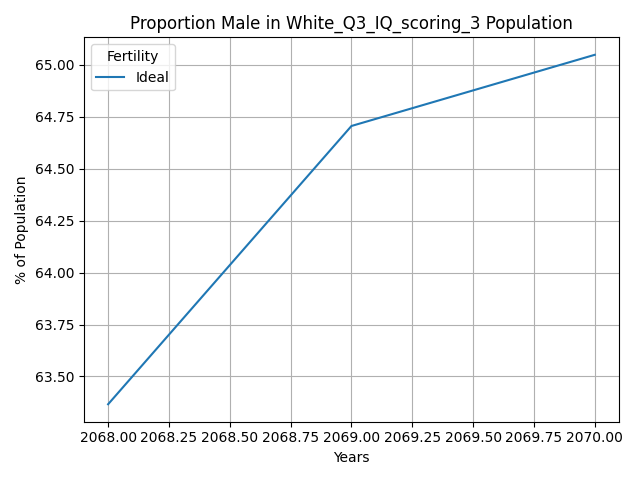 Proportion Male in White_Q3_IQ_scoring_3 Population
Fertility
Ideal
% of Population
65.00
64.75
64.50
64.25
64.00
63.75
63.50
2068.00 2068.25 2068.50 2068.75 2069.00 2069.25 2069.50 2069.75 2070.00
Years